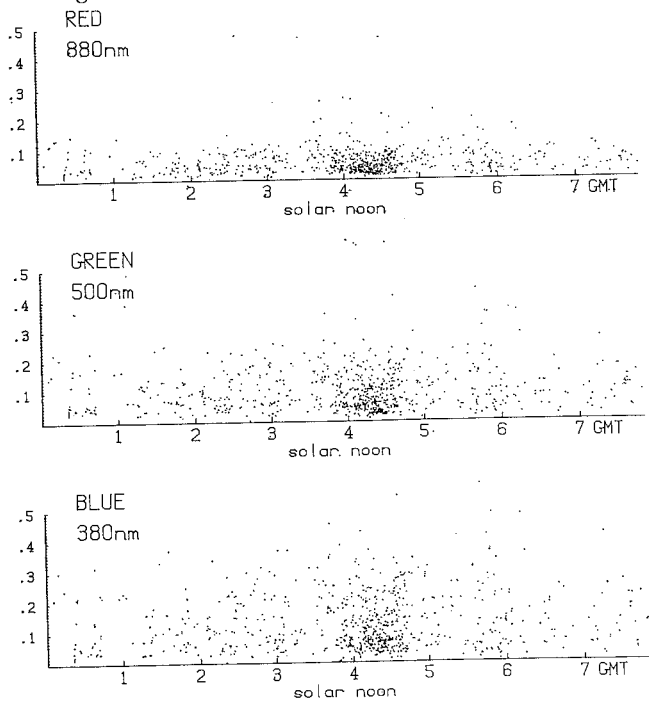 RED
880nm
.5
.4
.3
.2
.1
1 2 3 4 5 6 7 GMT
solar noon
GREEN
500nm
.5
.4
.3
.2
.1
1 2 3 4 5 6 7 GMT
solar noon
BLUE
380nm
.5
.4
.3
.2
.1
1 2 3 4 5 6 7 GMT
solar noon